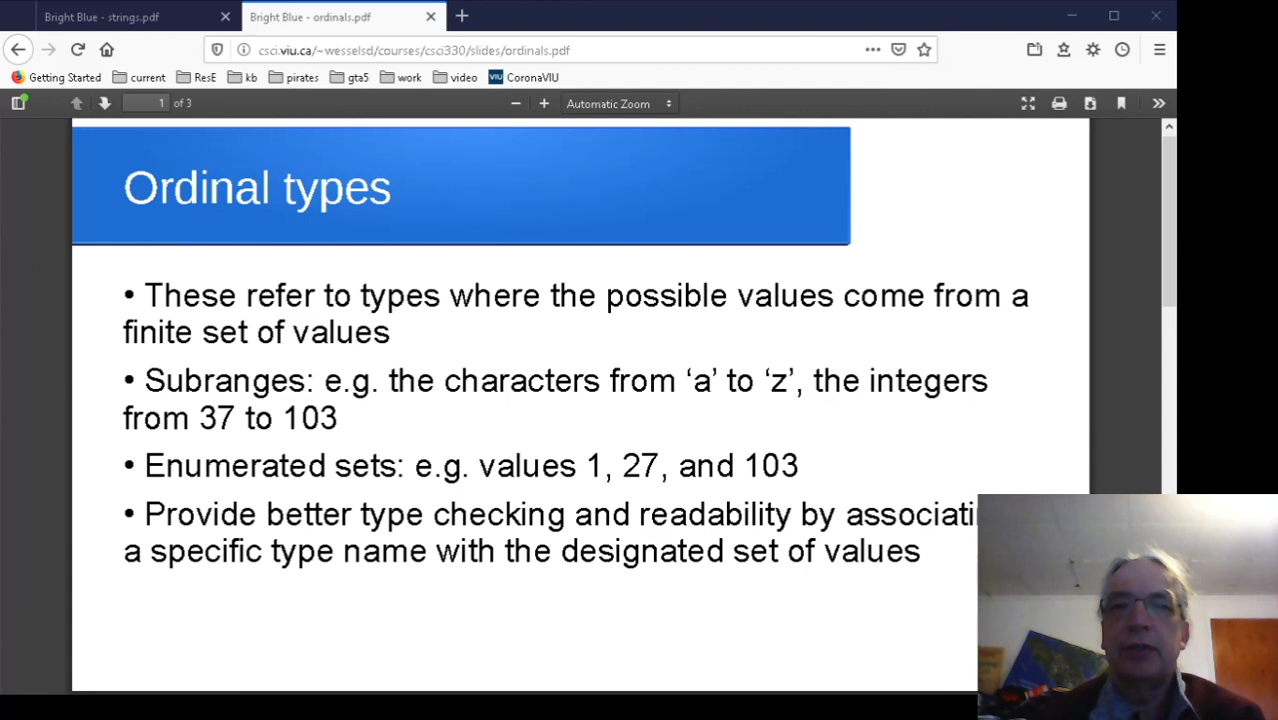 Bright Blue - strings.pdf
Bright Blue - ordinals.pdf
csci.viu.ca/~wesselsd/courses/csci330/slides/ordinals.pdf
Getting Started current ResE kb pirates gta5 work video VIU CoronaVIU
1 of 3 Automatic Zoom
Ordinal types
• These refer to types where the possible values come from a
finite set of values
• Subranges: e.g. the characters from ‘a’ to ‘z’, the integers
from 37 to 103
• Enumerated sets: e.g. values 1, 27, and 103
• Provide better type checking and readability by associati
a specific type name with the designated set of values